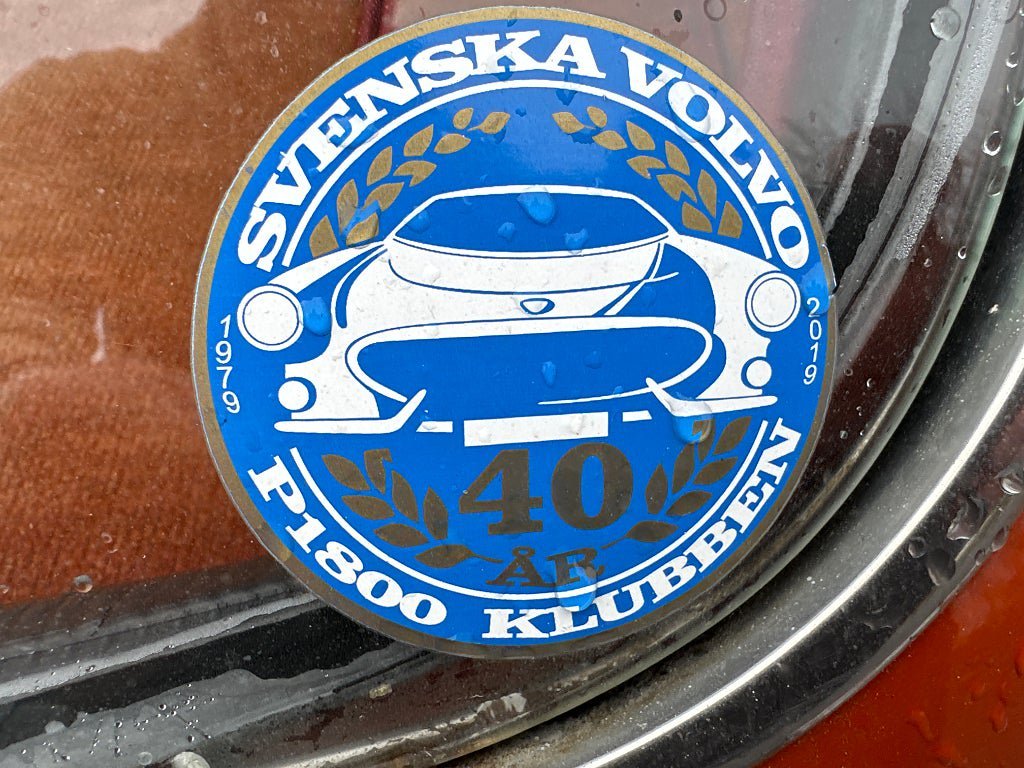 SVENSKA VOLVO
1979
2019
40
ÅR
P1800 KLUBBEN